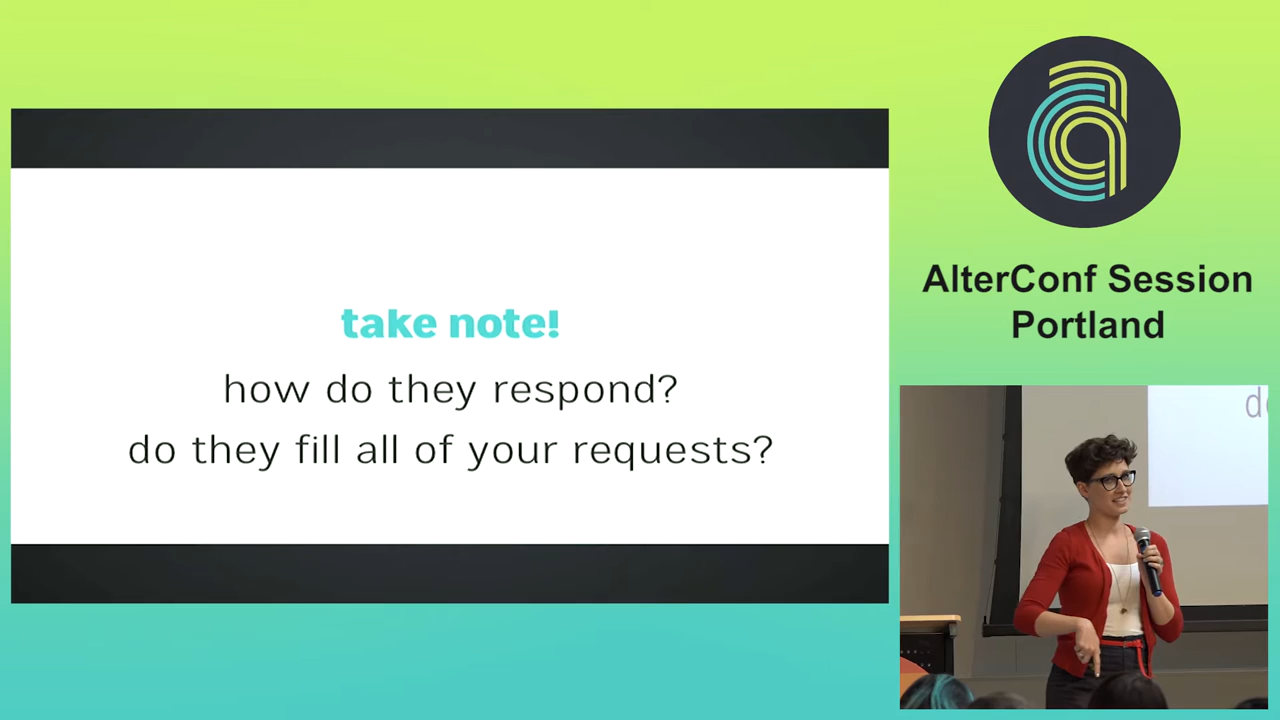 take note!
how do they respond?
do they fill all of your requests?
AlterConf Session
Portland